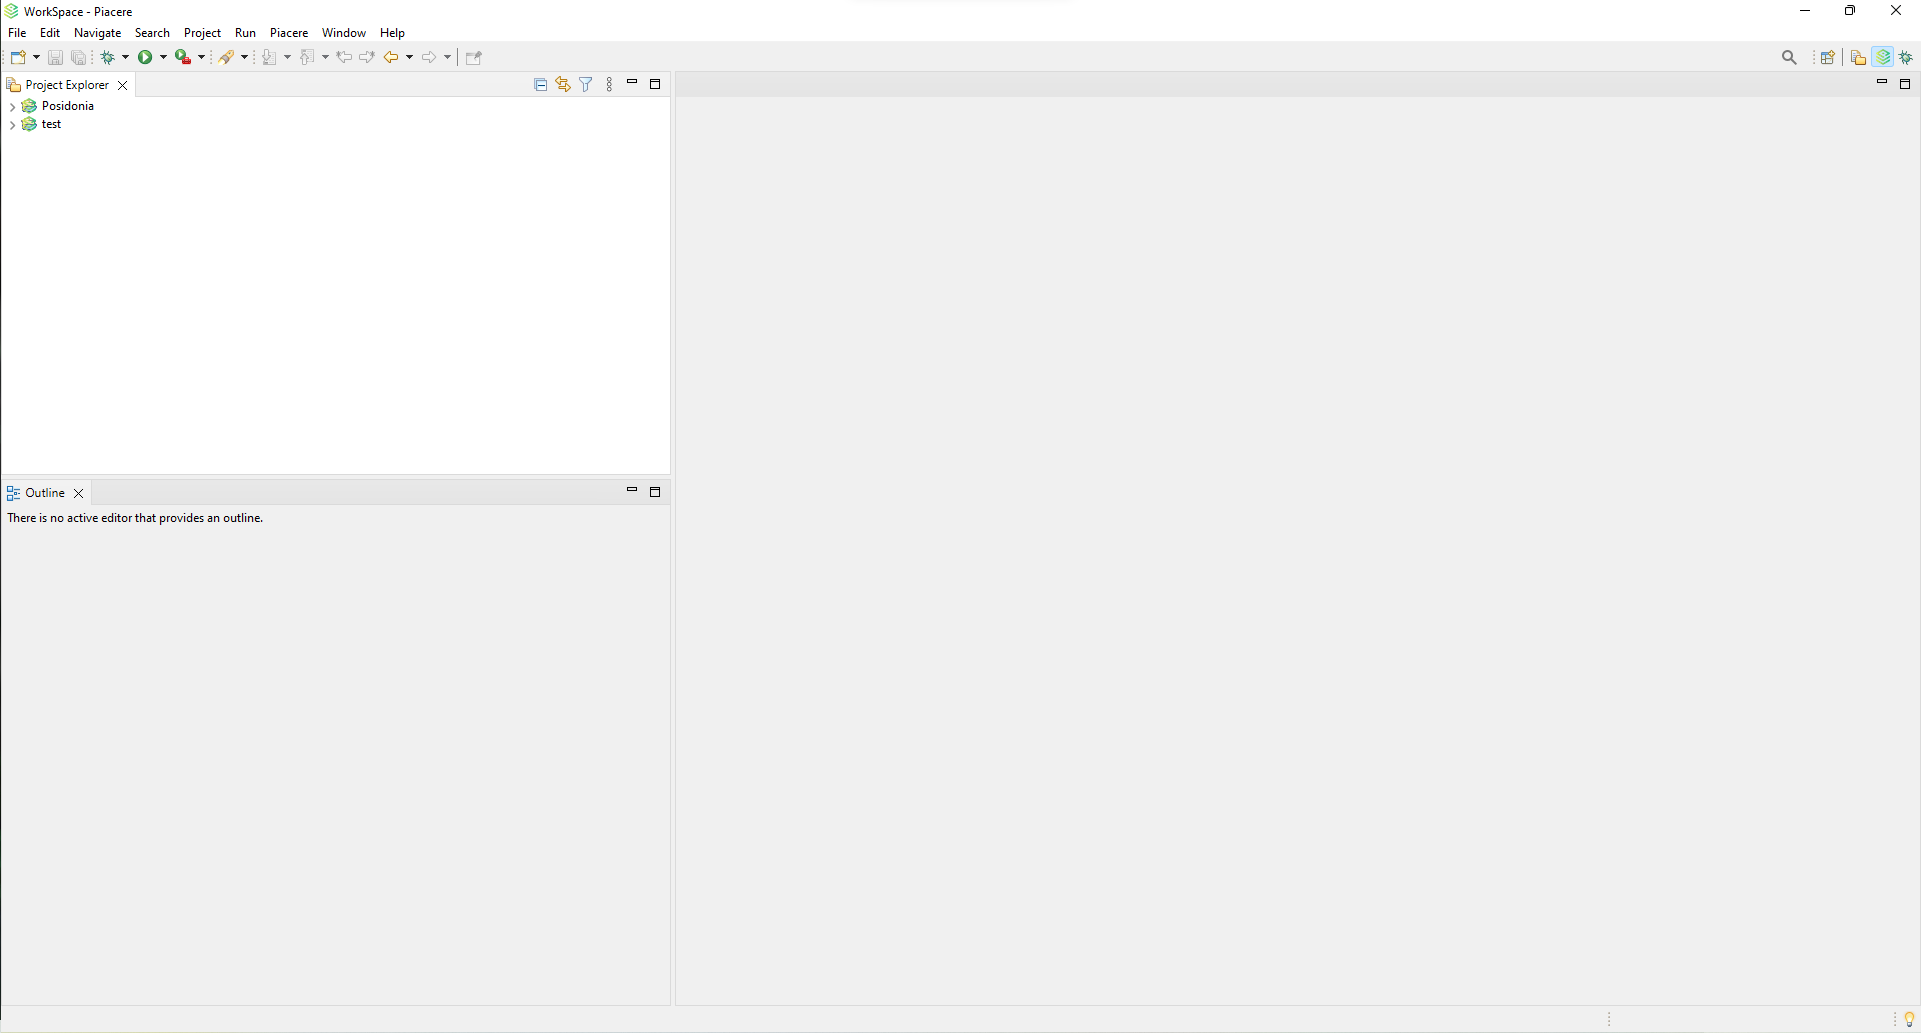 WorkSpace - Piacere
File Edit Navigate Search Project Run Piacere Window Help
Project Explorer
Posidonia
test
Outline
There is no active editor that provides an outline.